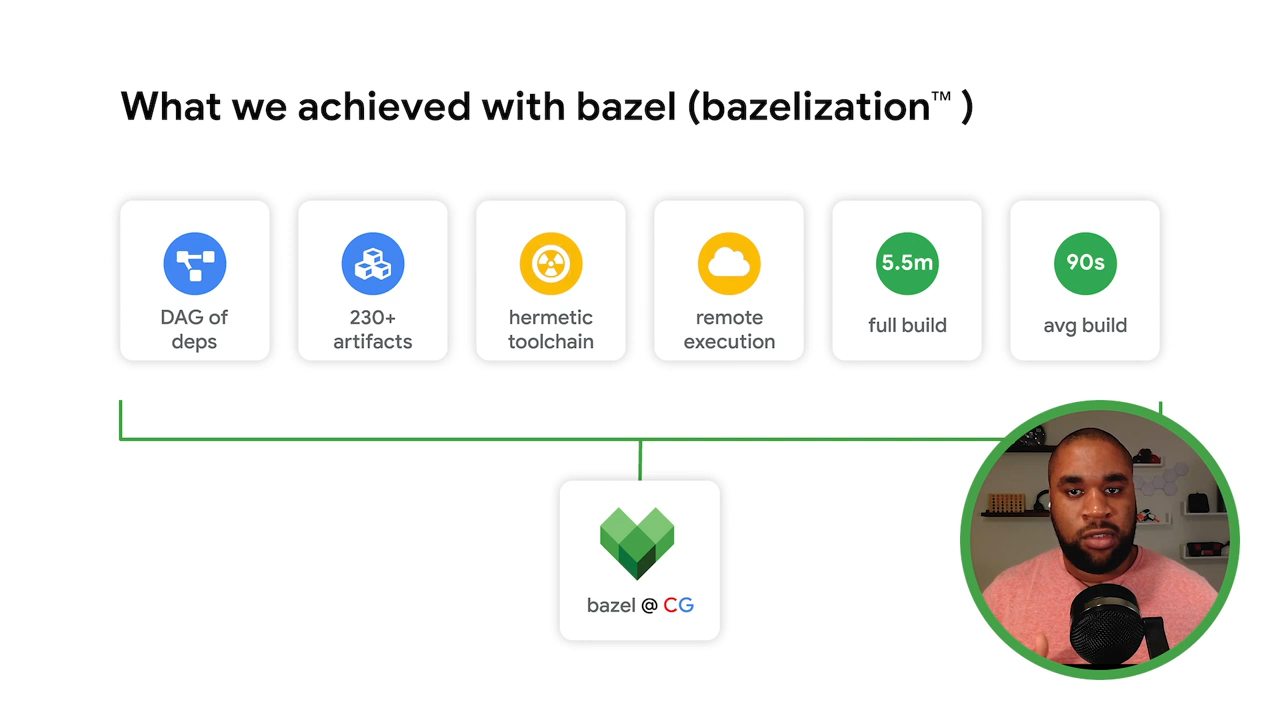 What we achieved with bazel (bazelization™ )
DAG of
deps
230+
artifacts
hermetic
toolchain
remote
execution
5.5m
full build
90s
avg build
bazel @ CG